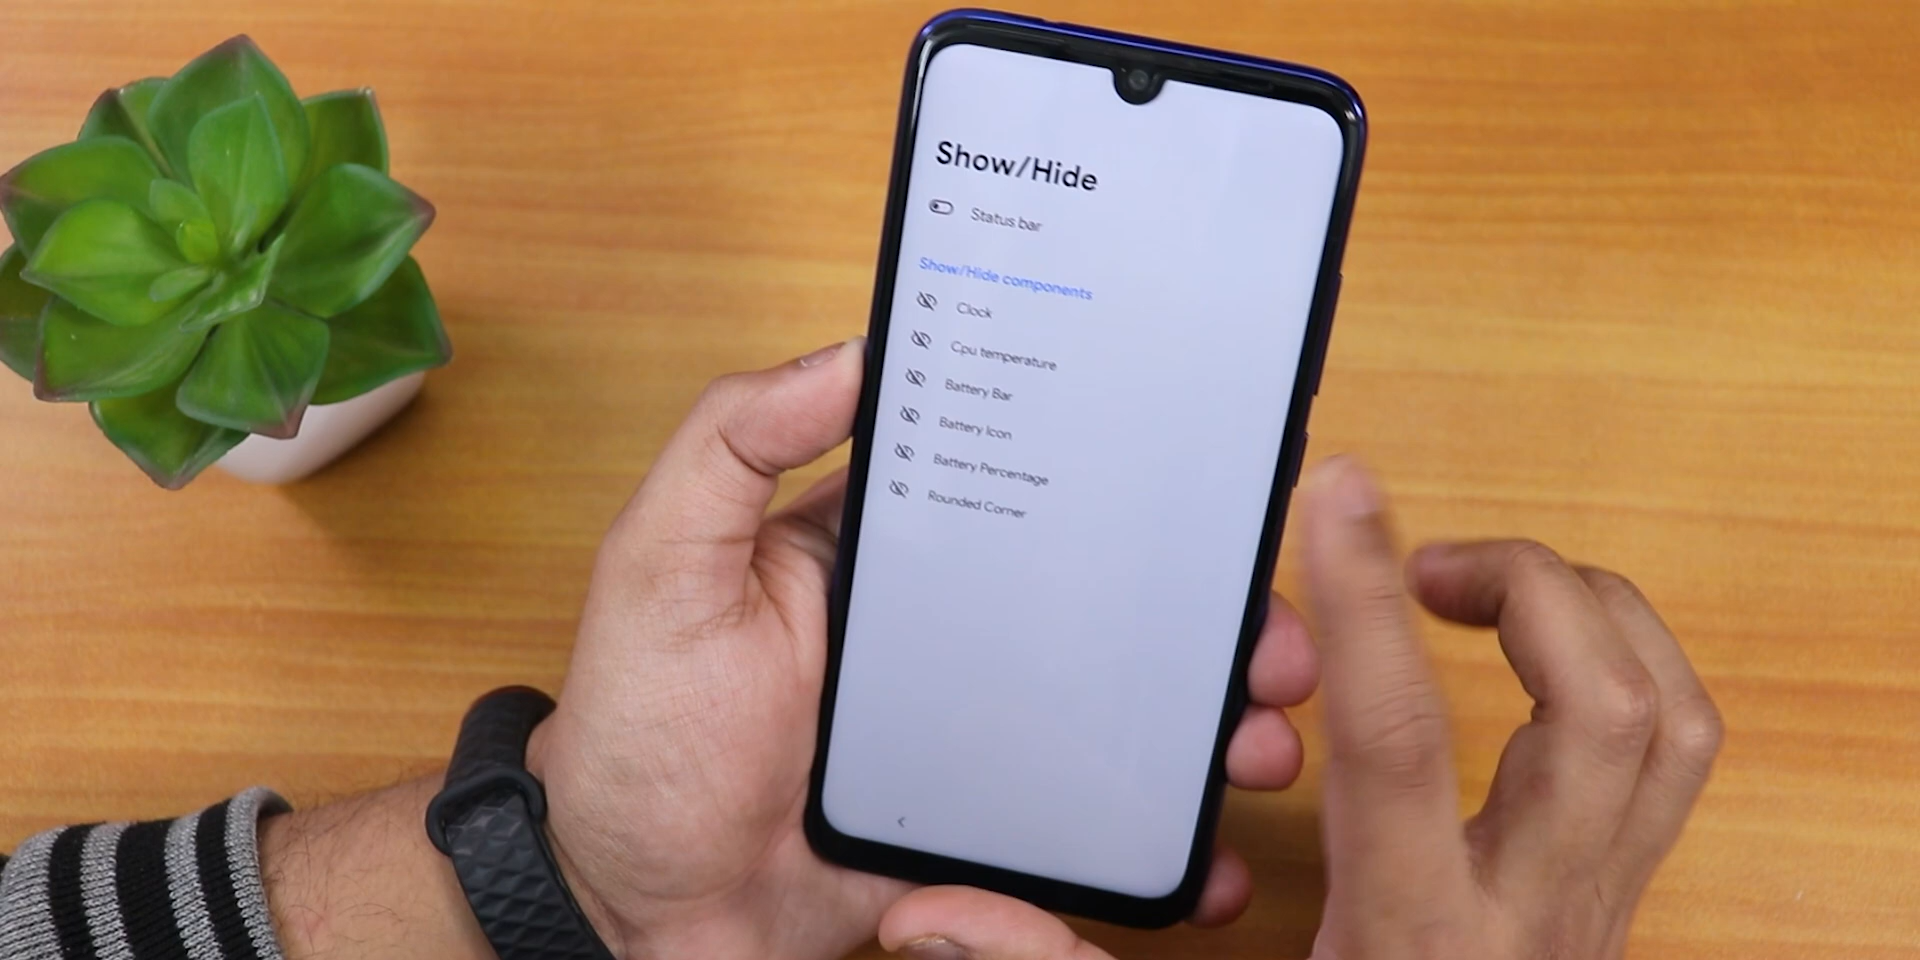 Show/Hide
Status bar
Show/Hide components
Clock
Cpu temperature
Battery Bar
Battery Icon
Battery Percentage
Rounded Corner